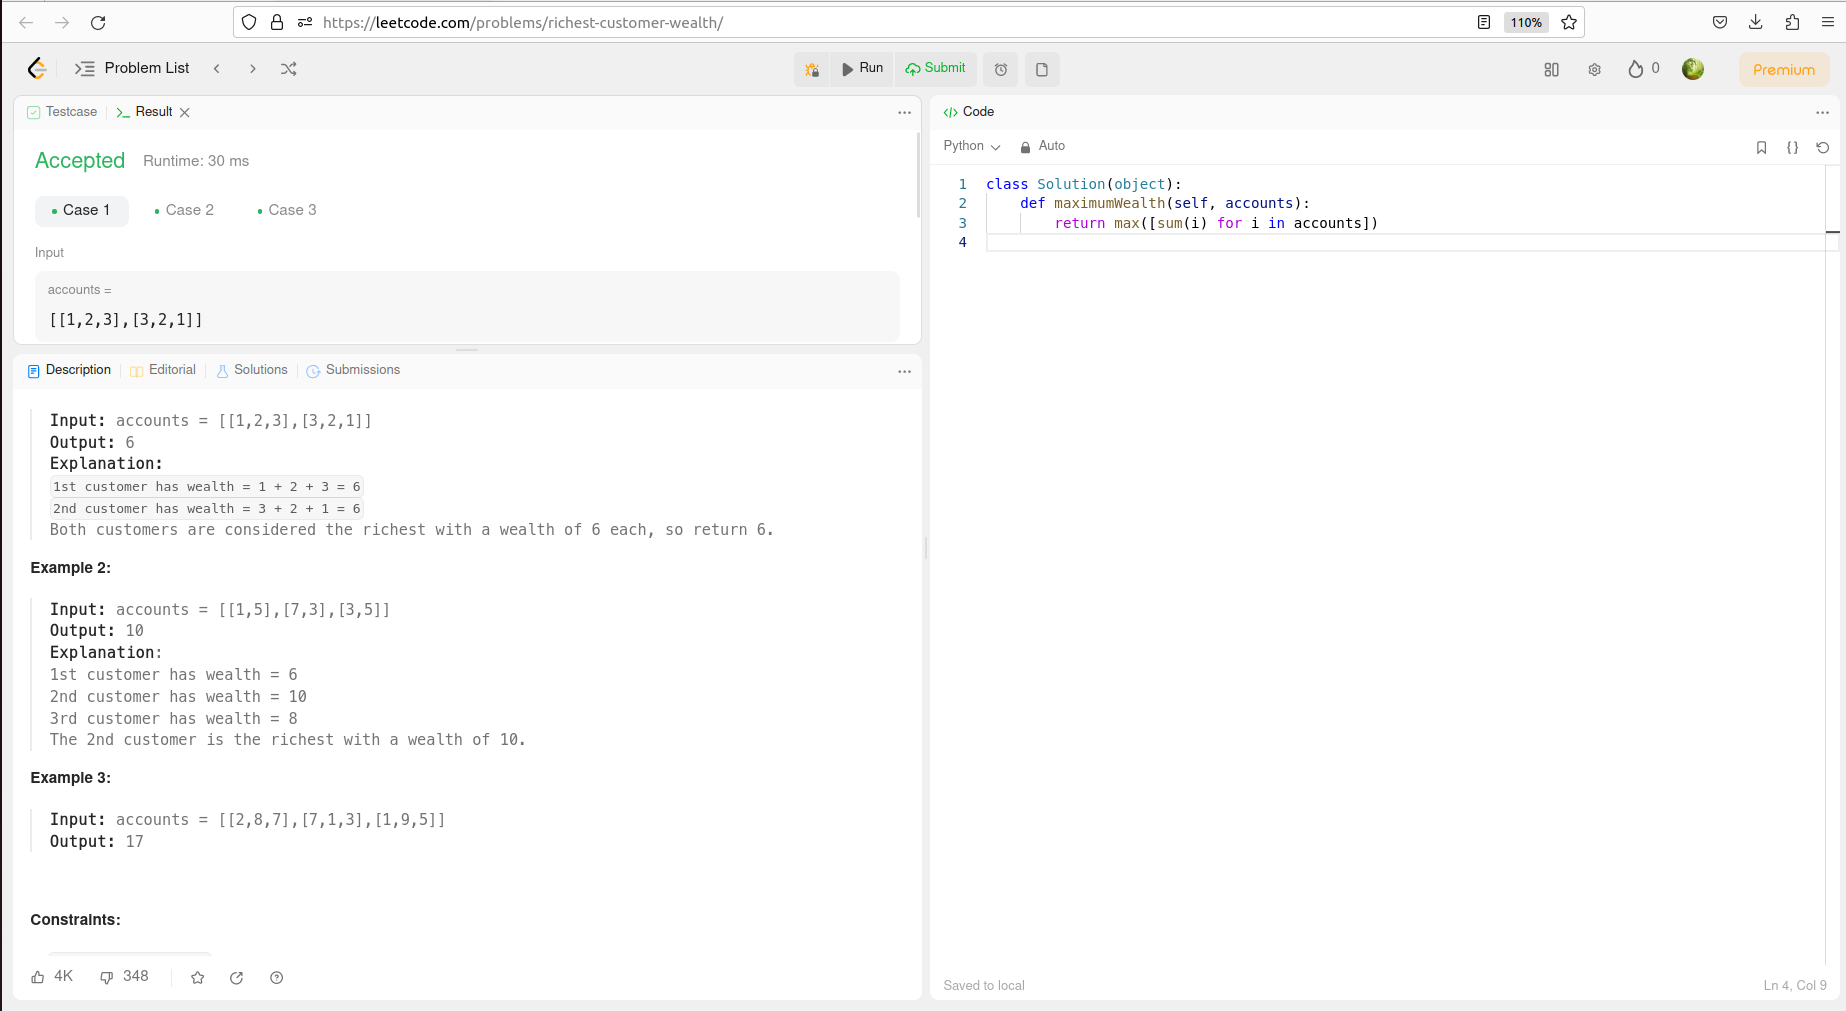 https://leetcode.com/problems/richest-customer-wealth/
110%
Problem List
Run
Submit
0
Premium
Testcase
Result
Accepted
Runtime: 30 ms
Case 1
Case 2
Case 3
Input
accounts =
[[1,2,3],[3,2,1]]
Description
Editorial
Solutions
Submissions
Input: accounts = [[1,2,3],[3,2,1]]
Output: 6
Explanation:
1st customer has wealth = 1 + 2 + 3 = 6
2nd customer has wealth = 3 + 2 + 1 = 6
Both customers are considered the richest with a wealth of 6 each, so return 6.
Example 2:
Input: accounts = [[1,5],[7,3],[3,5]]
Output: 10
Explanation:
1st customer has wealth = 6
2nd customer has wealth = 10
3rd customer has wealth = 8
The 2nd customer is the richest with a wealth of 10.
Example 3:
Input: accounts = [[2,8,7],[7,1,3],[1,9,5]]
Output: 17
Constraints:
4K
348
</> Code
Python
Auto
{}
1 class Solution(object):
2     def maximumWealth(self, accounts):
3         return max([sum(i) for i in accounts])
4
Saved to local
Ln 4, Col 9